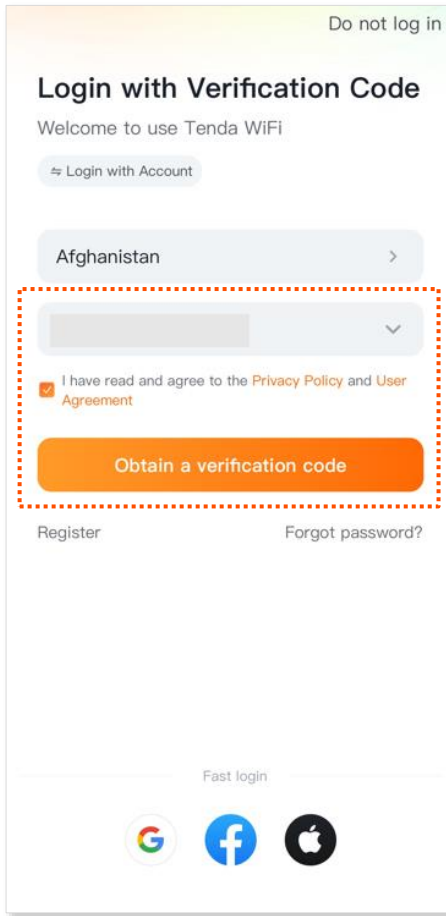 Do not log in
Login with Verification Code
Welcome to use Tenda WiFi
⇋ Login with Account
Afghanistan
I have read and agree to the Privacy Policy and User
Agreement
Obtain a verification code
Register Forgot password?
Fast login